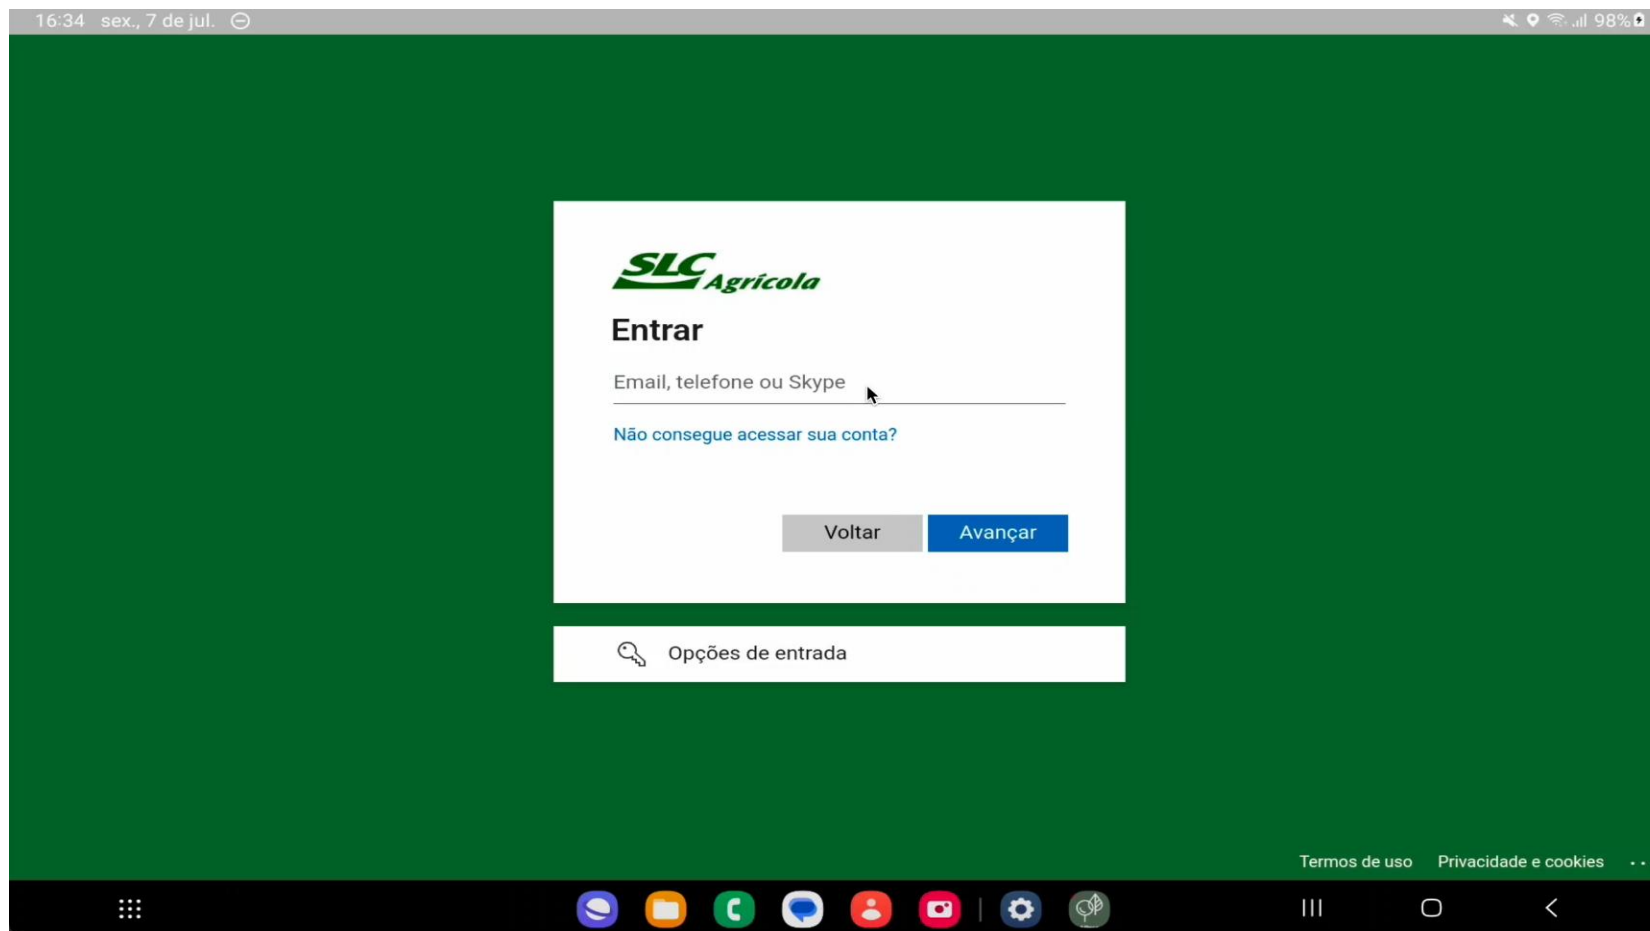 16:34 sex., 7 de jul. 98%
SLC Agrícola
Entrar
Email, telefone ou Skype
Não consegue acessar sua conta?
Voltar Avançar
Opções de entrada
Termos de uso Privacidade e cookies